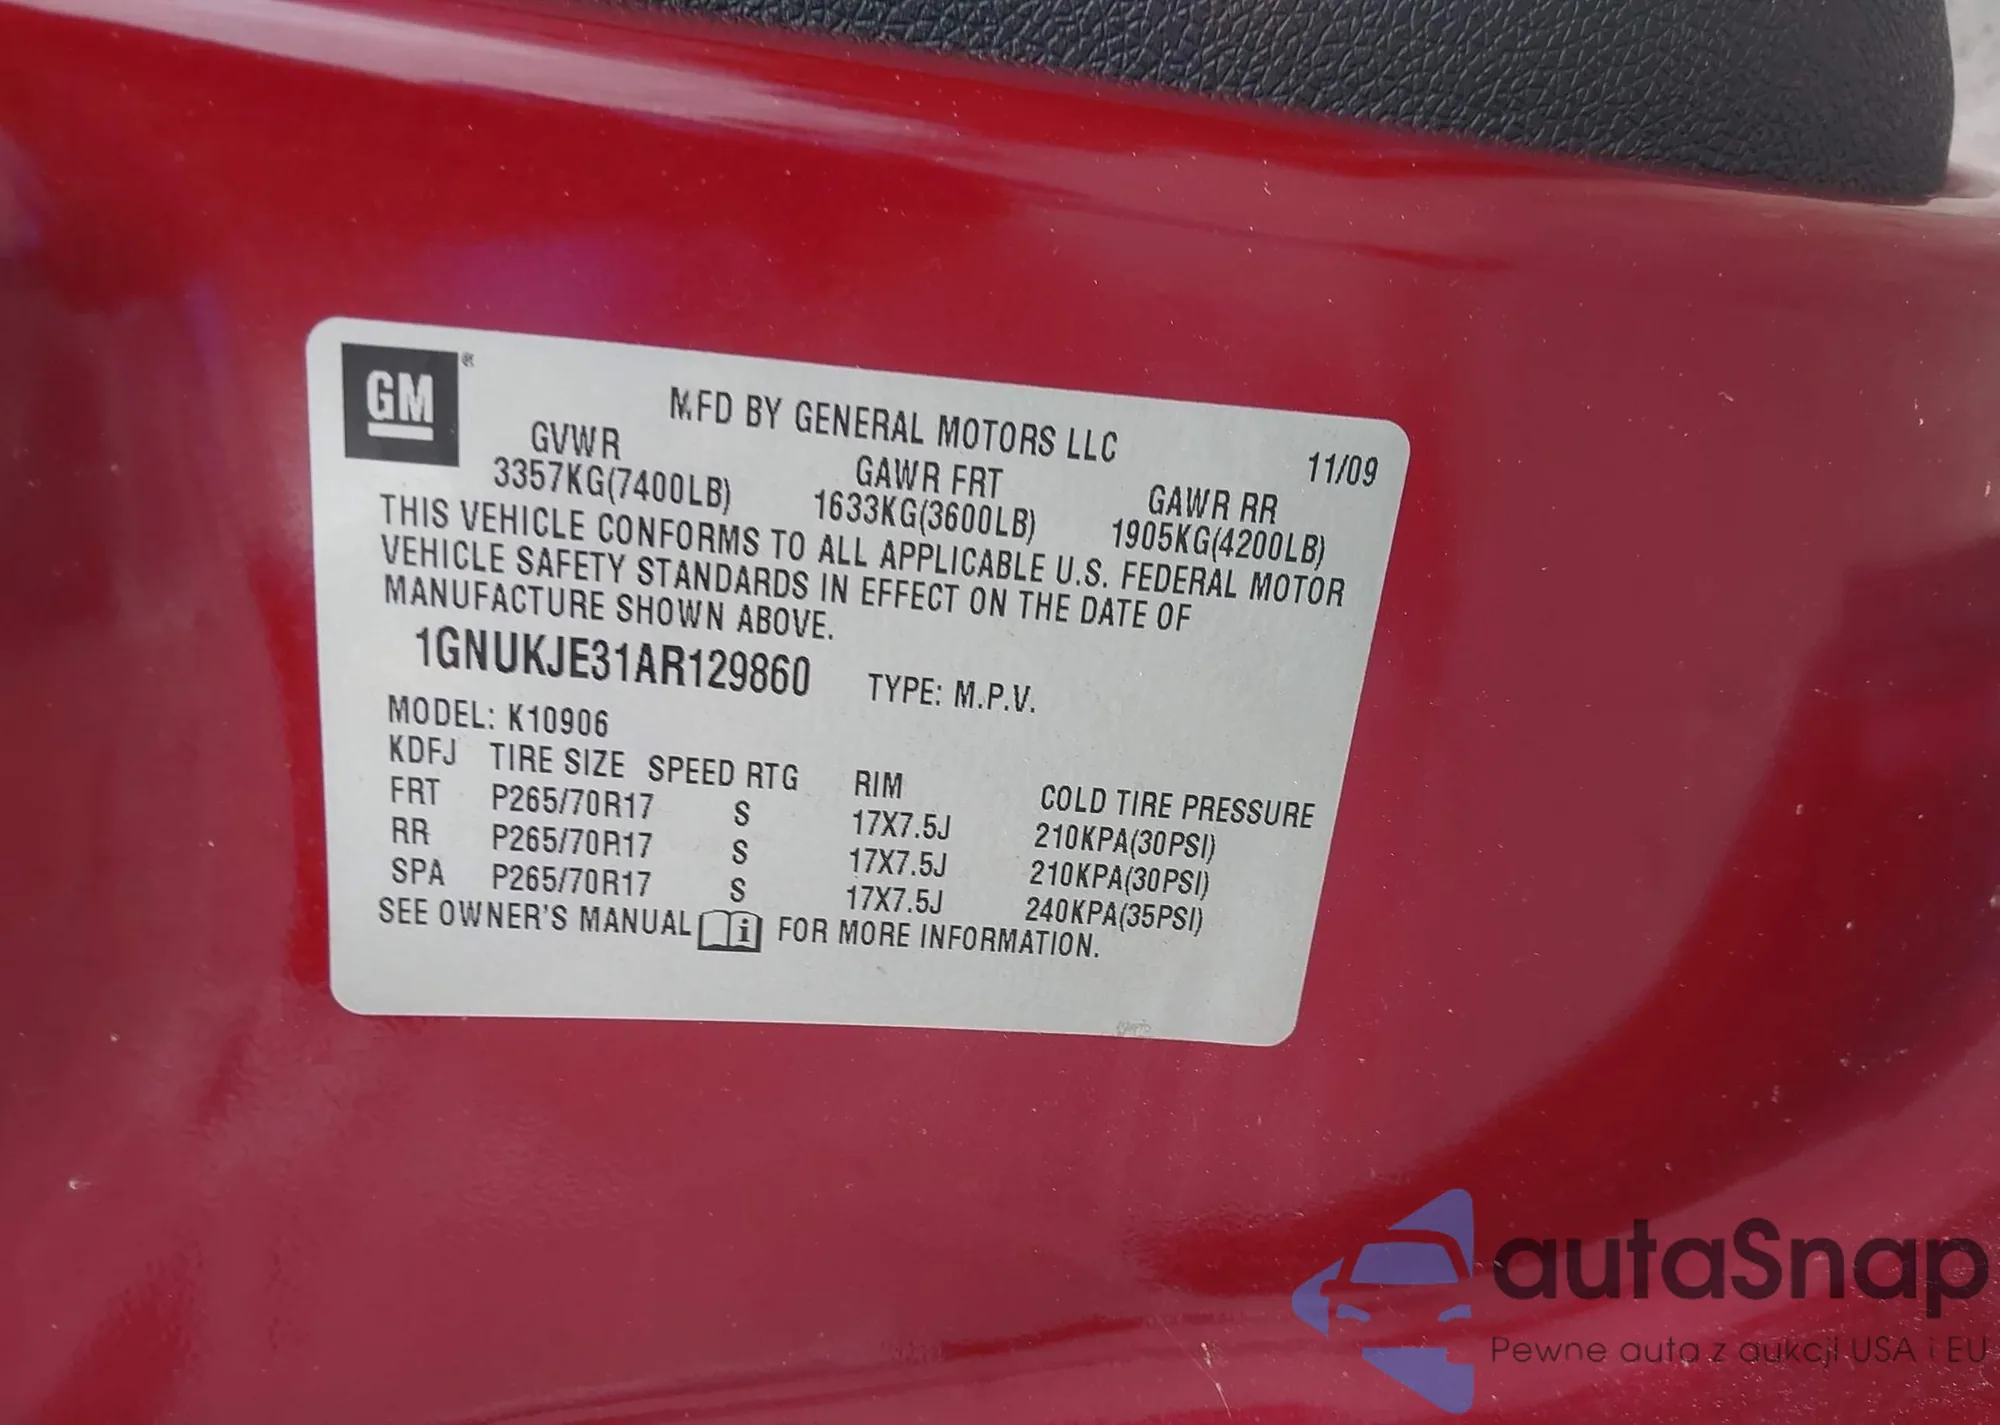 GM®
MFD BY GENERAL MOTORS LLC
11/09
GVWR GAWR FRT GAWR RR
3357KG(7400LB) 1633KG(3600LB) 1905KG(4200LB)
THIS VEHICLE CONFORMS TO ALL APPLICABLE U.S. FEDERAL MOTOR
VEHICLE SAFETY STANDARDS IN EFFECT ON THE DATE OF
MANUFACTURE SHOWN ABOVE.
1GNUKJE31AR129860 TYPE: M.P.V.
MODEL: K10906
KDFJ TIRE SIZE SPEED RTG RIM COLD TIRE PRESSURE
FRT P265/70R17 S 17X7.5J 210KPA(30PSI)
RR P265/70R17 S 17X7.5J 210KPA(30PSI)
SPA P265/70R17 S 17X7.5J 240KPA(35PSI)
SEE OWNER'S MANUAL i FOR MORE INFORMATION.
autaSnap
Pewne auta z aukcji USA i EU